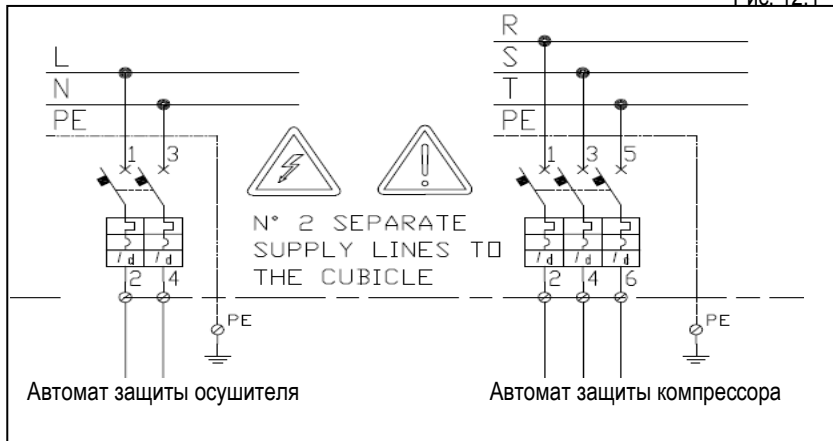 Рис. 12.1
L
N
PE
1 3
2 4
PE
N° 2 SEPARATE
SUPPLY LINES TO
THE CUBICLE
R
S
T
PE
1 3 5
2 4 6
PE
I d I d
I d I d I d
Автомат защиты осушителя
Автомат защиты компрессора